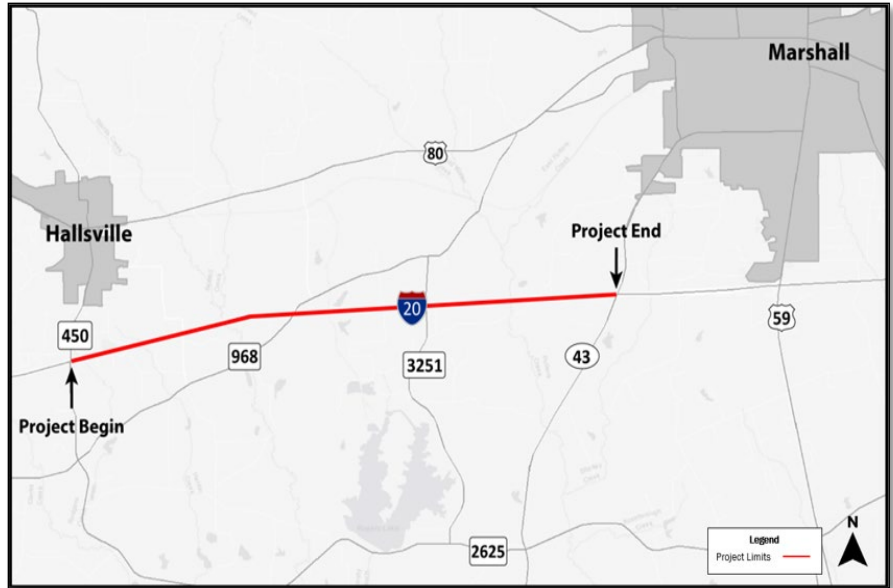 Marshall
80
Hallsville
Project End
20
59
450
968
3251
43
Project Begin
2625
N
Legend
Project Limits